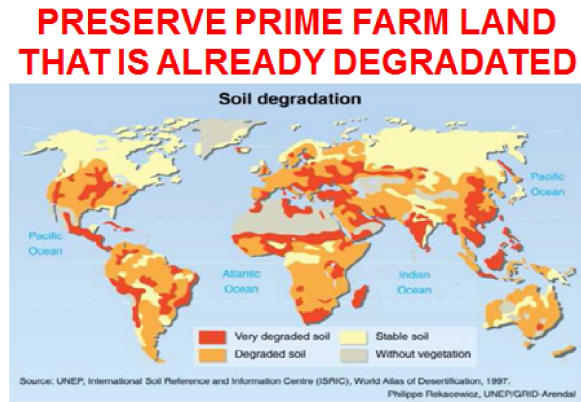 PRESERVE PRIME FARM LAND
THAT IS ALREADY DEGRADATED
Soil degradation
Pacific
Ocean
Pacific
Ocean
Atlantic
Ocean
Indian
Ocean
Very degraded soil
Stable soil
Degraded soil
Without vegetation
Source: UNEP, International Soil Reference and Information Centre (ISRIC), World Atlas of Desertification, 1997.
Philippe Rekacewicz, UNEP/GRID-Arendal